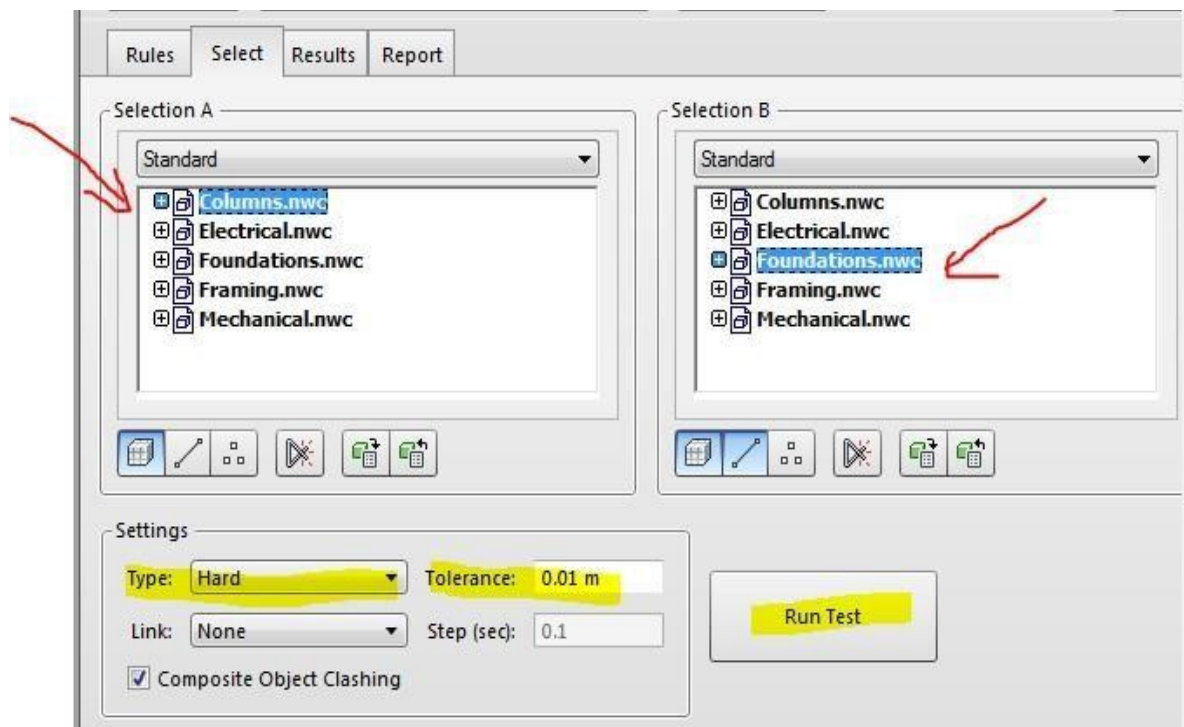 Rules Select Results Report
Selection A
Standard
Columns.nwc
Electrical.nwc
Foundations.nwc
Framing.nwc
Mechanical.nwc
Selection B
Standard
Columns.nwc
Electrical.nwc
Foundations.nwc
Framing.nwc
Mechanical.nwc
Settings
Type: Hard Tolerance: 0.01 m
Link: None Step (sec): 0.1
Composite Object Clashing
Run Test